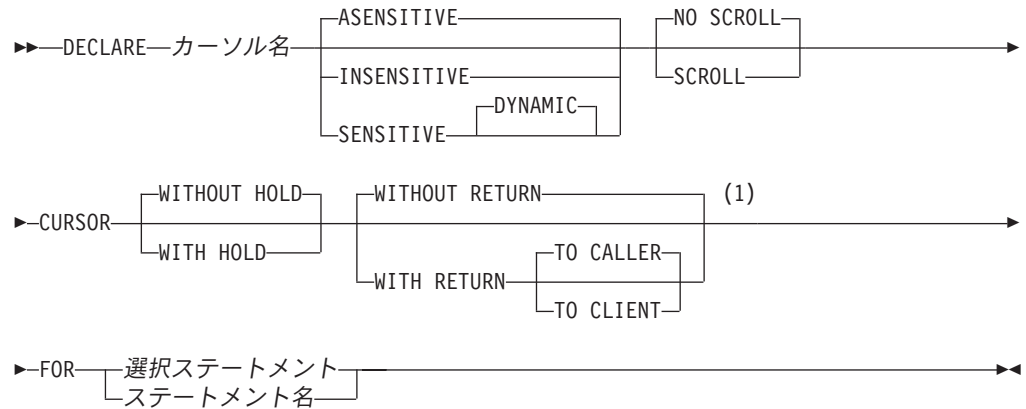 ASENSITIVE NO SCROLL
DECLARE カーソル名
INSENSITIVE SCROLL
DYNAMIC
SENSITIVE
WITHOUT HOLD WITHOUT RETURN (1)
CURSOR
WITH HOLD TO CALLER
WITH RETURN
TO CLIENT
FOR 選択ステートメント
ステートメント名